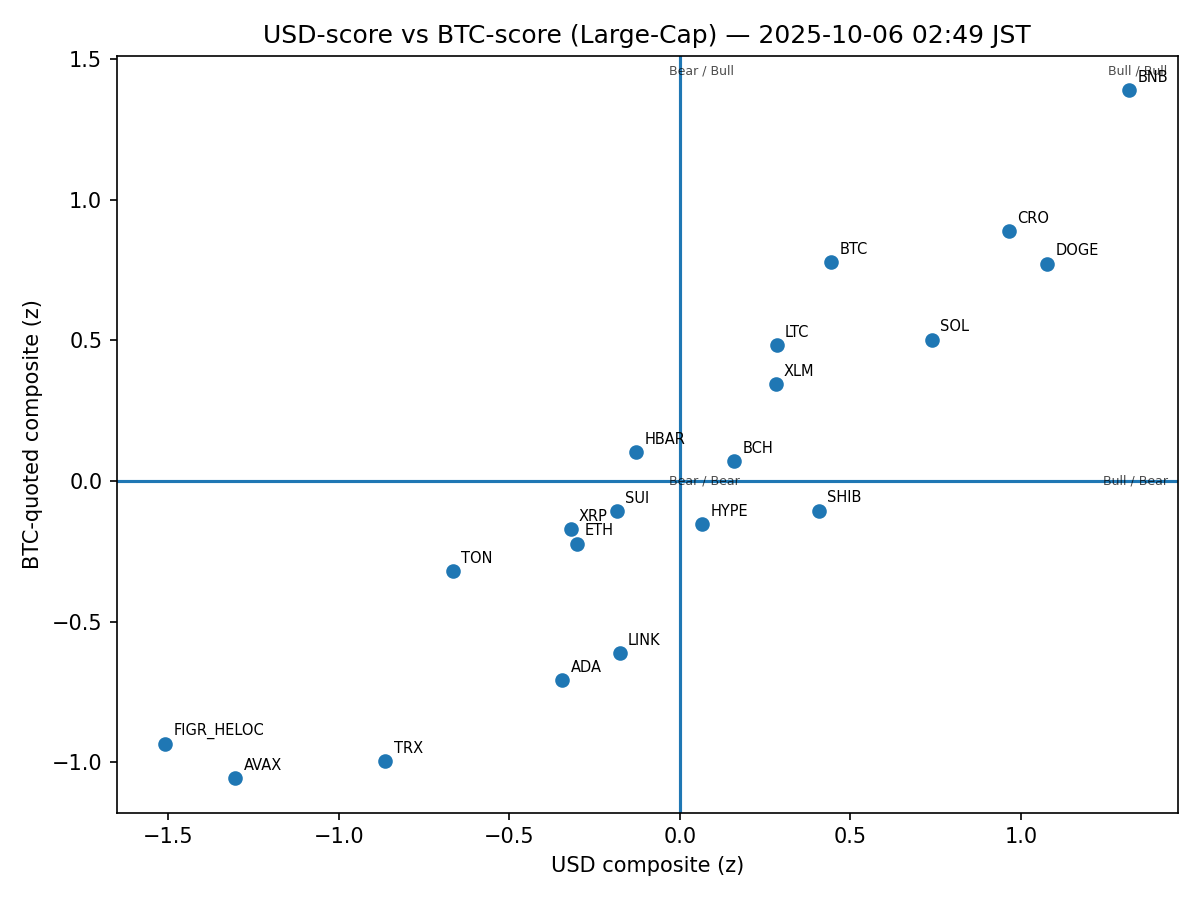 USD-score vs BTC-score (Large-Cap) — 2025-10-06 02:49 JST
1.5
Bear / Bull
Bull / Bull
BNB
1.0
CRO
BTC
DOGE
0.5
LTC
SOL
XLM
HBAR
BCH
0.0
Bear / Bear
Bull / Bear
SUI
SHIB
XRP
HYPE
ETH
TON
−0.5
LINK
ADA
FIGR_HELOC
TRX
−1.0
AVAX
−1.5
−1.0
−0.5
0.0
0.5
1.0
USD composite (z)
BTC-quoted composite (z)